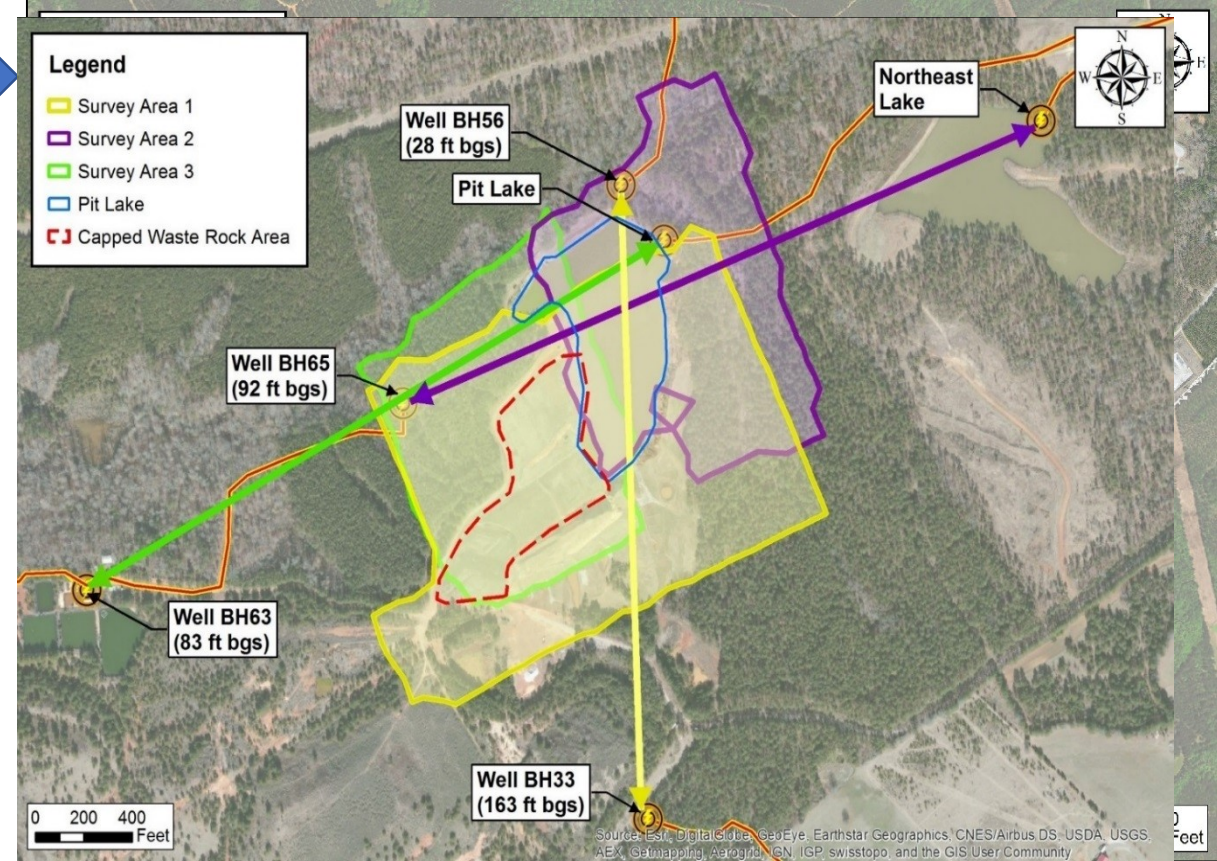 Legend
Survey Area 1
Survey Area 2
Survey Area 3
Pit Lake
Capped Waste Rock Area
Well BH56
(28 ft bgs)
Pit Lake
Northeast
Lake
N
W E
S
E
Well BH65
(92 ft bgs)
Well BH63
(83 ft bgs)
Well BH33
(163 ft bgs)
0 200 400
Feet
Source: Esri, DigitalGlobe, GeoEye, Earthstar Geographics, CNES/Airbus DS, USDA, USGS,
AEX, Getmapping, Aerogrid, IGN, IGP, swisstopo, and the GIS User Community
Feet